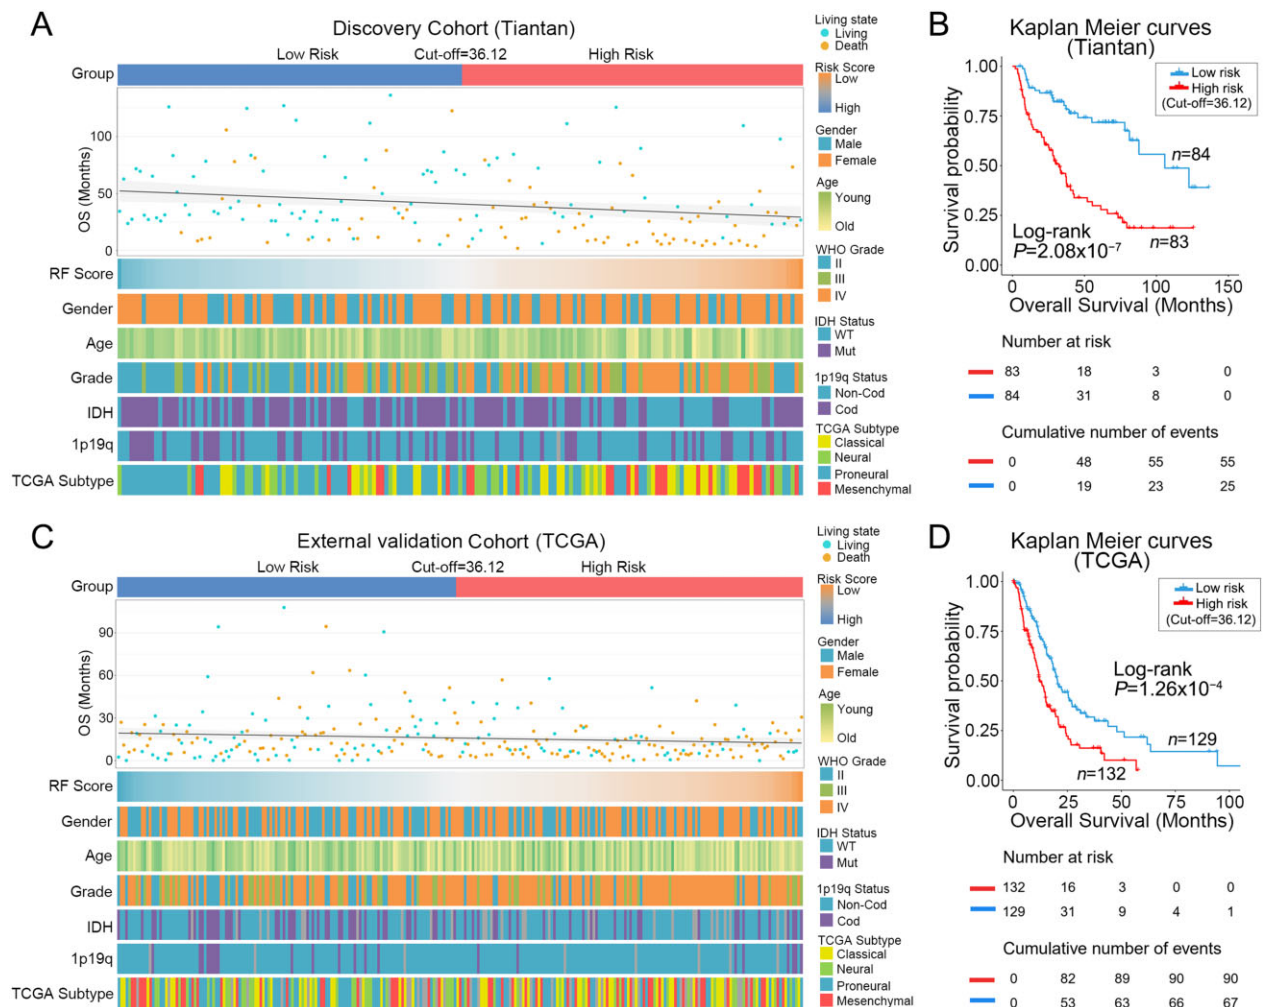 A
Discovery Cohort (Tiantan)
Low Risk Cut-off=36.12 High Risk
Group
OS (Months)
100
50
0
RF Score
Gender
Age
Grade
IDH
1p19q
TCGA Subtype
Living state
Living
Death
Risk Score
Low
High
Gender
Male
Female
Age
Young
Old
WHO Grade
II
III
IV
IDH Status
WT
Mut
1p19q Status
Non-Cod
Cod
TCGA Subtype
Classical
Neural
Proneural
Mesenchymal
B
Kaplan Meier curves
(Tiantan)
Survival probability
1.00
0.75
0.50
0.25
0.00
Low risk
High risk
(Cut-off=36.12)
n=84
n=83
Log-rank
P=2.08x10⁻⁷
0 50 100 150
Overall Survival (Months)
Number at risk
83 18 3 0
84 31 8 0
Cumulative number of events
0 48 55 55
0 19 23 25
C
External validation Cohort (TCGA)
Low Risk Cut-off=36.12 High Risk
Group
OS (Months)
90
60
30
0
RF Score
Gender
Age
Grade
IDH
1p19q
TCGA Subtype
Living state
Living
Death
Risk Score
Low
High
Gender
Male
Female
Age
Young
Old
WHO Grade
II
III
IV
IDH Status
WT
Mut
1p19q Status
Non-Cod
Cod
TCGA Subtype
Classical
Neural
Proneural
Mesenchymal
D
Kaplan Meier curves
(TCGA)
Survival probability
1.00
0.75
0.50
0.25
0.00
Low risk
High risk
(Cut-off=36.12)
Log-rank
P=1.26x10⁻⁴
n=129
n=132
0 25 50 75 100
Overall Survival (Months)
Number at risk
132 16 3 0 0
129 31 9 4 1
Cumulative number of events
0 82 89 90 90
0 53 63 66 67